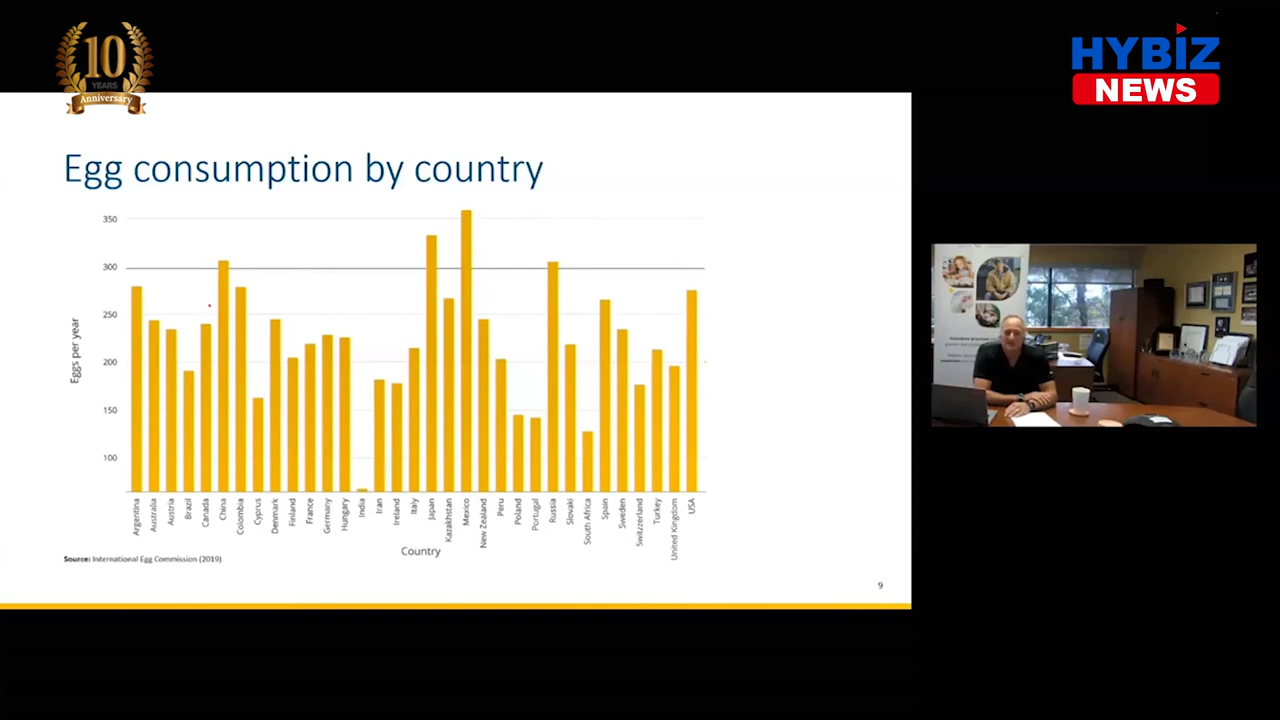 10
YEARS
Anniversary
HYBIZ
NEWS
Egg consumption by country
350
300
250
200
150
100
Eggs per year
Argentina
Australia
Austria
Brazil
Canada
China
Colombia
Cyprus
Denmark
Finland
France
Germany
Hungary
India
Iran
Ireland
Italy
Japan
Kazakhstan
Mexico
New Zealand
Peru
Poland
Portugal
Russia
Slovaki
South Africa
Spain
Sweden
Switzzerland
Turkey
United Kingdom
USA
Country
Source: International Egg Commission (2019)
9